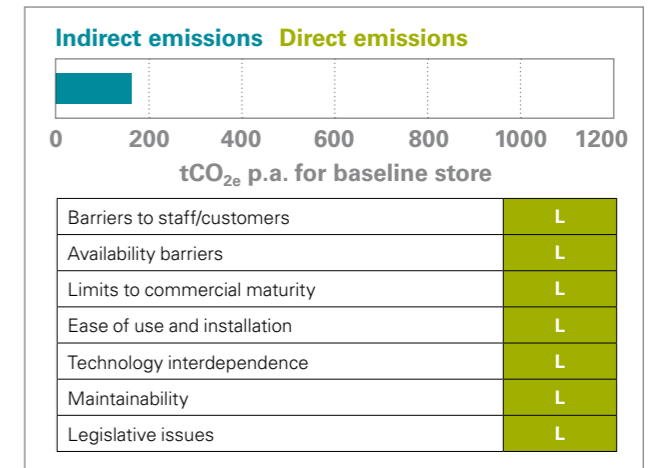 Indirect emissions Direct emissions
0 200 400 600 800 1000 1200
tCO2e p.a. for baseline store
Barriers to staff/customers L
Availability barriers L
Limits to commercial maturity L
Ease of use and installation L
Technology interdependence L
Maintainability L
Legislative issues L